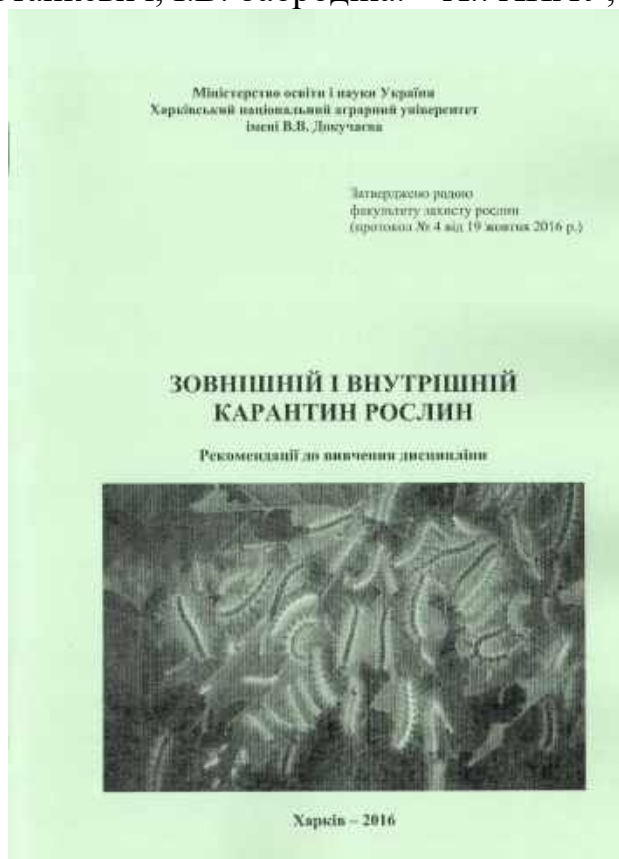 Міністерство освіти і науки України
Харківський національний аграрний університет
імені В.В. Докучаєва
Затверджено радою
факультету захисту рослин
(протокол № 4 від 19 жовтня 2016 р.)
ЗОВНІШНІЙ І ВНУТРІШНІЙ
КАРАНТИН РОСЛИН
Рекомендації до вивчення дисципліни
Харків – 2016